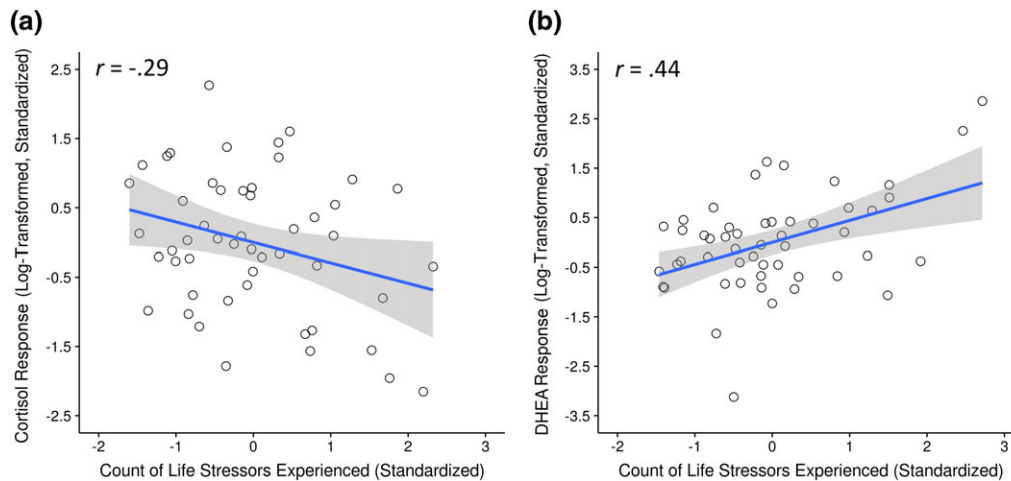 (a)
r = -.29
Cortisol Response (Log-Transformed, Standardized)
2.5
1.5
0.5
-0.5
-1.5
-2.5
-2 -1 0 1 2 3
Count of Life Stressors Experienced (Standardized)
(b)
r = .44
DHEA Response (Log-Transformed, Standardized)
3.5
2.5
1.5
0.5
-0.5
-1.5
-2.5
-3.5
-2 -1 0 1 2 3
Count of Life Stressors Experienced (Standardized)